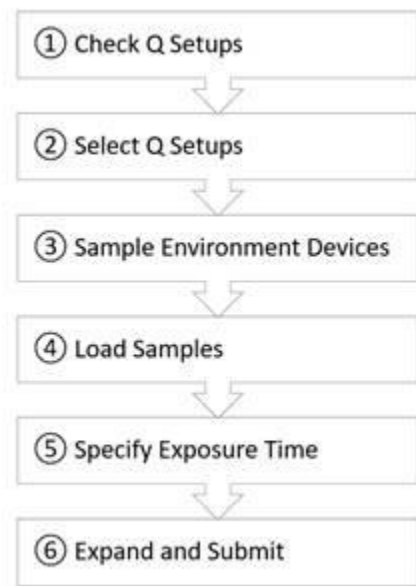 ① Check Q Setups
② Select Q Setups
③ Sample Environment Devices
④ Load Samples
⑤ Specify Exposure Time
⑥ Expand and Submit